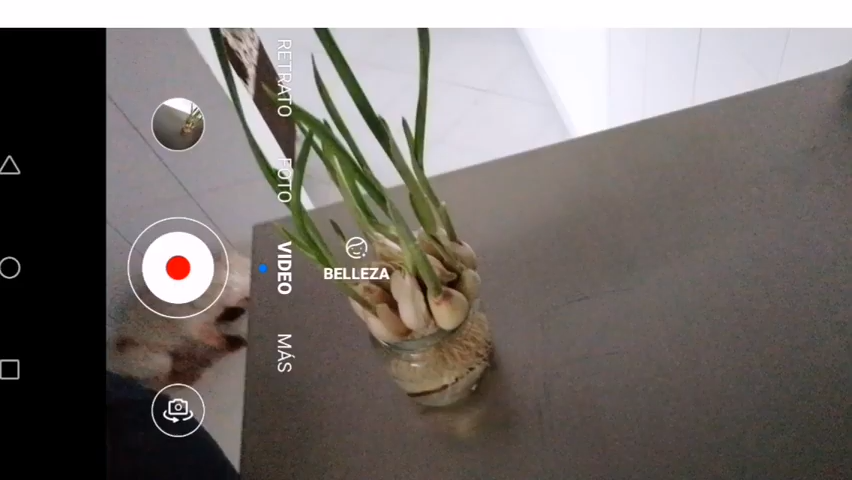 RETRATO
FOTO
VIDEO
MÁS
BELLEZA